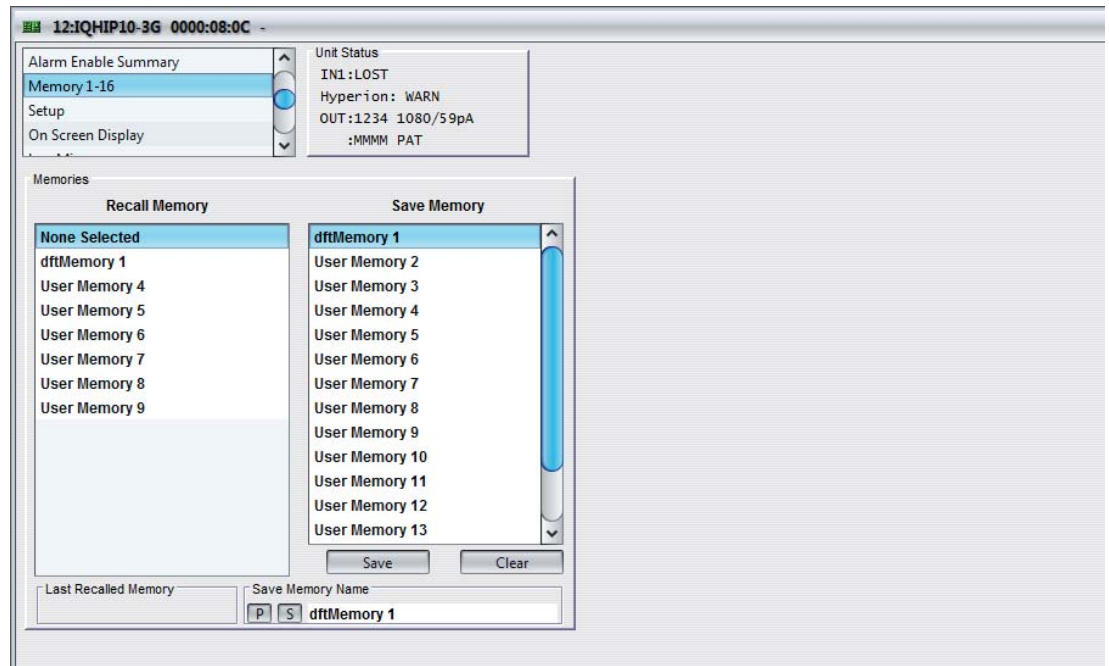 12:IQHIP10-3G 0000:08:0C -
Alarm Enable Summary
Memory 1-16
Setup
On Screen Display
Unit Status
IN1:LOST
Hyperion: WARN
OUT:1234 1080/59pA
:MMMM PAT
Memories
Recall Memory
None Selected
dftMemory 1
User Memory 4
User Memory 5
User Memory 6
User Memory 7
User Memory 8
User Memory 9
Save Memory
dftMemory 1
User Memory 2
User Memory 3
User Memory 4
User Memory 5
User Memory 6
User Memory 7
User Memory 8
User Memory 9
User Memory 10
User Memory 11
User Memory 12
User Memory 13
Save Clear
Last Recalled Memory
Save Memory Name
P S dftMemory 1